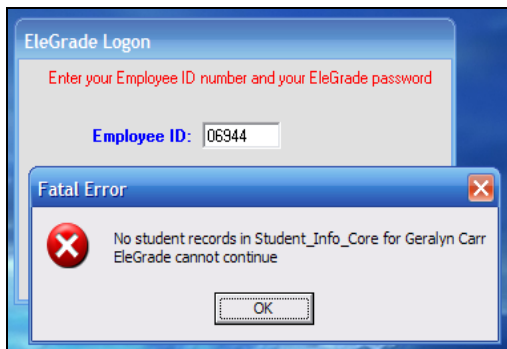 EleGrade Logon
Enter your Employee ID number and your EleGrade password
Employee ID: 06944
Fatal Error
No student records in Student_Info_Core for Geralyn Carr
EleGrade cannot continue
OK